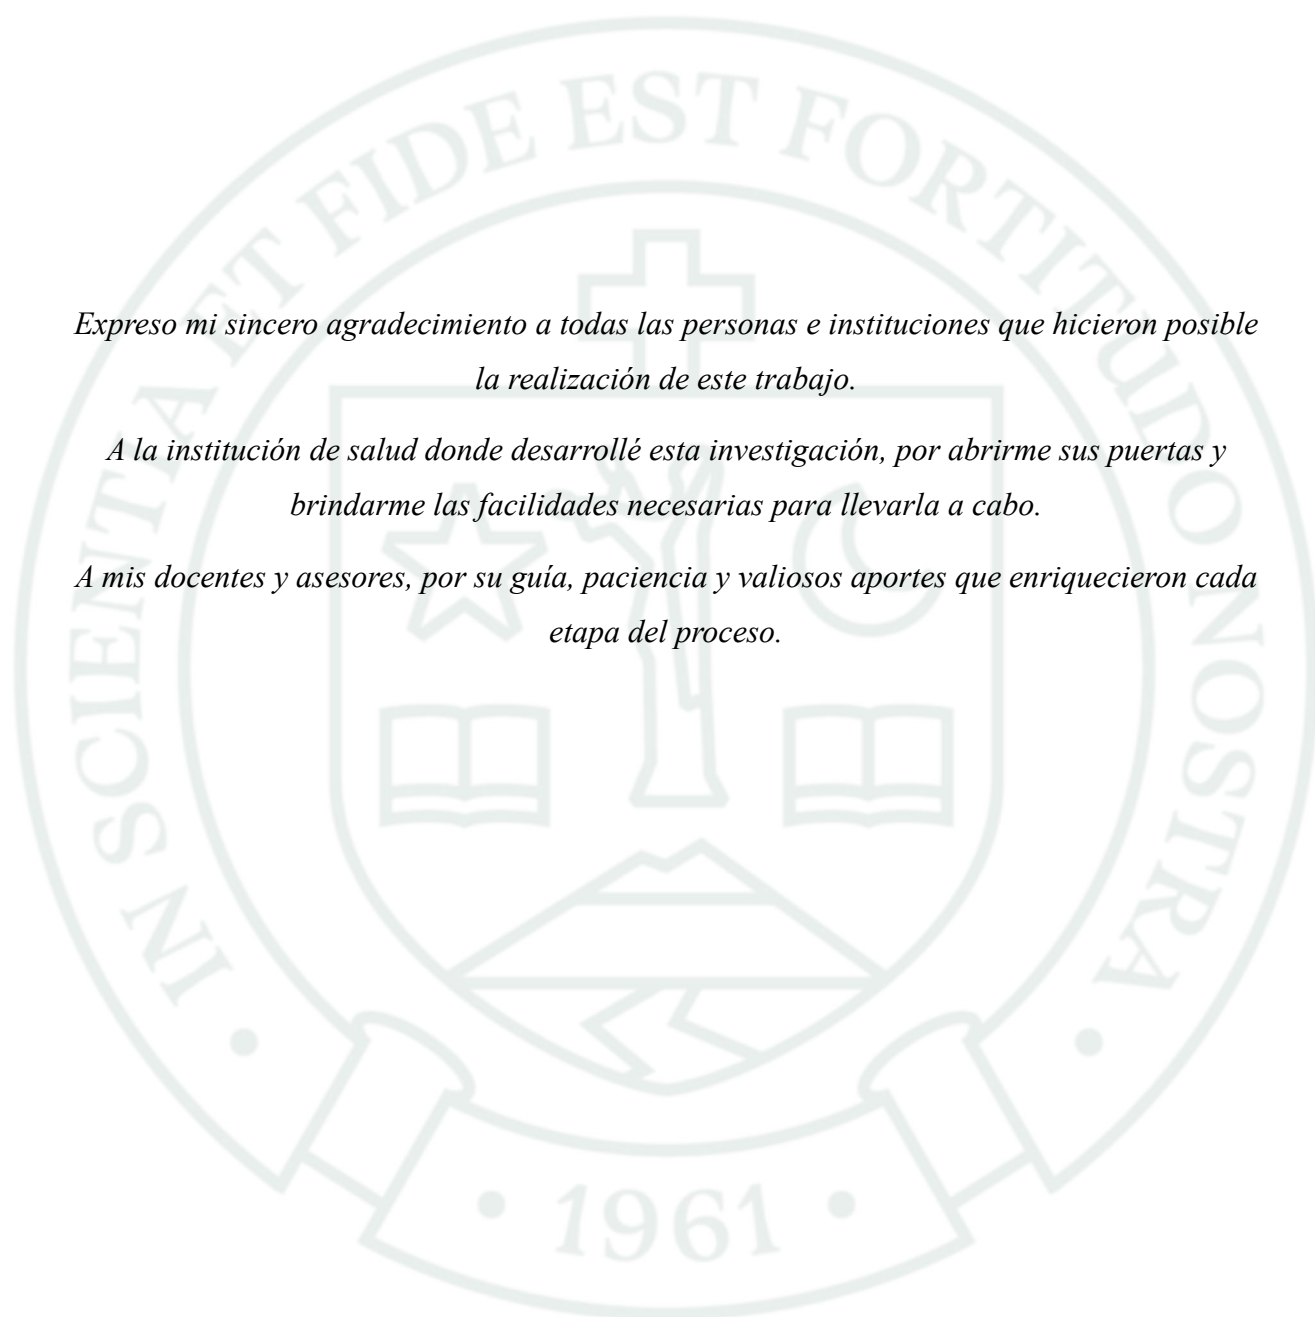 IN SCIENTIA ET FIDE EST FORTITUDO NOSTRA
Expreso mi sincero agradecimiento a todas las personas e instituciones que hicieron posible
la realización de este trabajo.
A la institución de salud donde desarrollé esta investigación, por abrirme sus puertas y
brindarme las facilidades necesarias para llevarla a cabo.
A mis docentes y asesores, por su guía, paciencia y valiosos aportes que enriquecieron cada
etapa del proceso.
• 1961 •